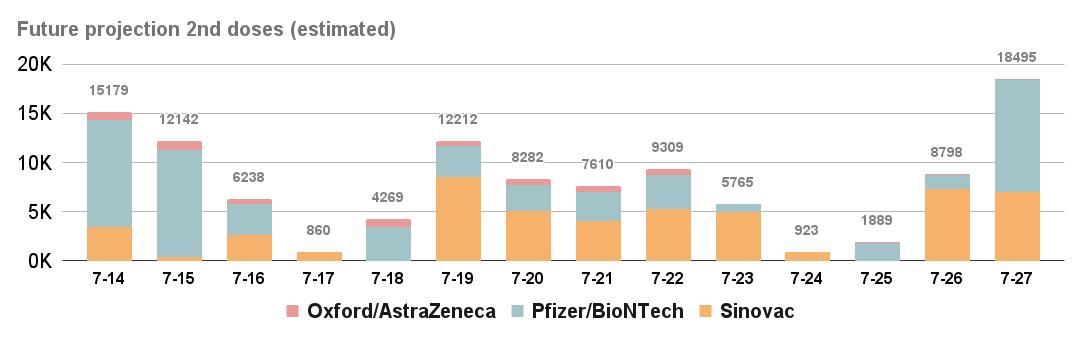 Future projection 2nd doses (estimated)
20K
18495
15K
15179
12142
12212
10K
8282
7610
9309
8798
6238
5765
5K
4269
860
923
1889
0K
7-14 7-15 7-16 7-17 7-18 7-19 7-20 7-21 7-22 7-23 7-24 7-25 7-26 7-27
Oxford/AstraZeneca Pfizer/BioNTech Sinovac